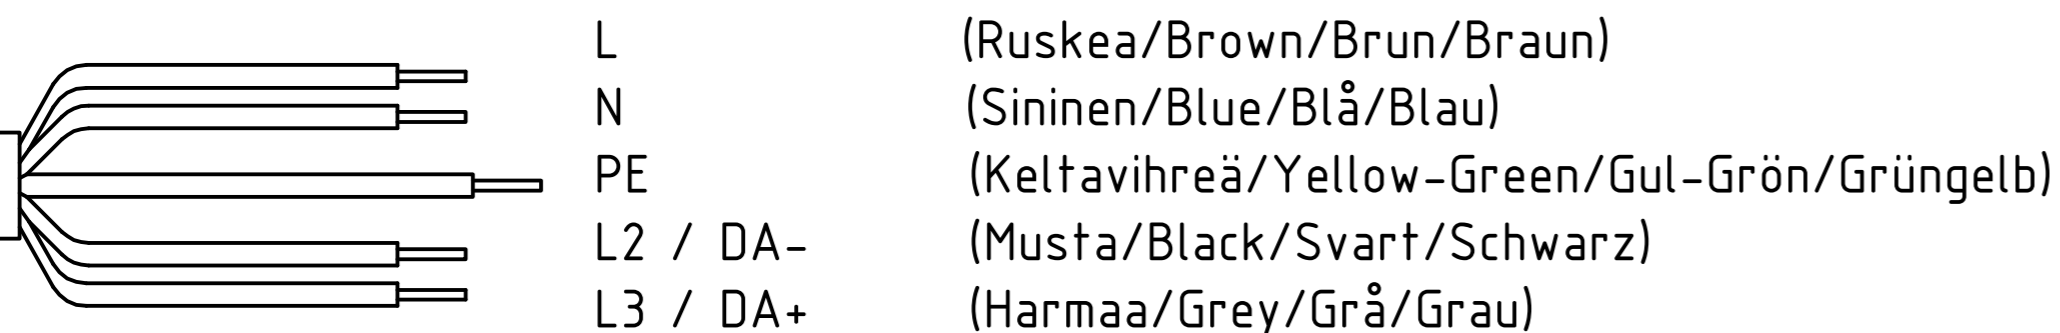 L (Ruskea/Brown/Brun/Braun)
N (Sininen/Blue/Blå/Blau)
PE (Keltavihreä/Yellow-Green/Gul-Grön/Grüngelb)
L2 / DA- (Musta/Black/Svart/Schwarz)
L3 / DA+ (Harmaa/Grey/Grå/Grau)